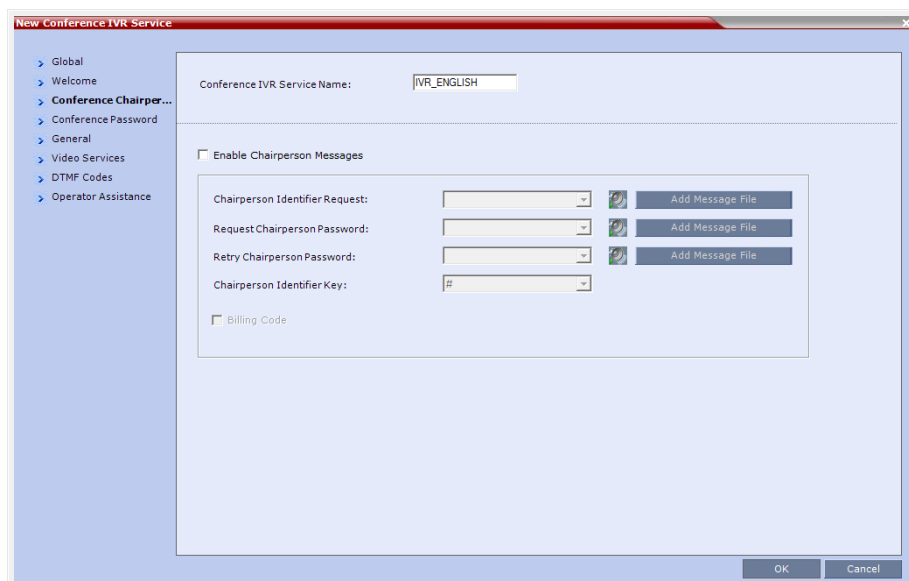 New Conference IVR Service
Global
Welcome
Conference Chairper...
Conference Password
General
Video Services
DTMF Codes
Operator Assistance
Conference IVR Service Name: IVR_ENGLISH
Enable Chairperson Messages
Chairperson Identifier Request: Add Message File
Request Chairperson Password: Add Message File
Retry Chairperson Password: Add Message File
Chairperson Identifier Key: #
Billing Code
OK Cancel